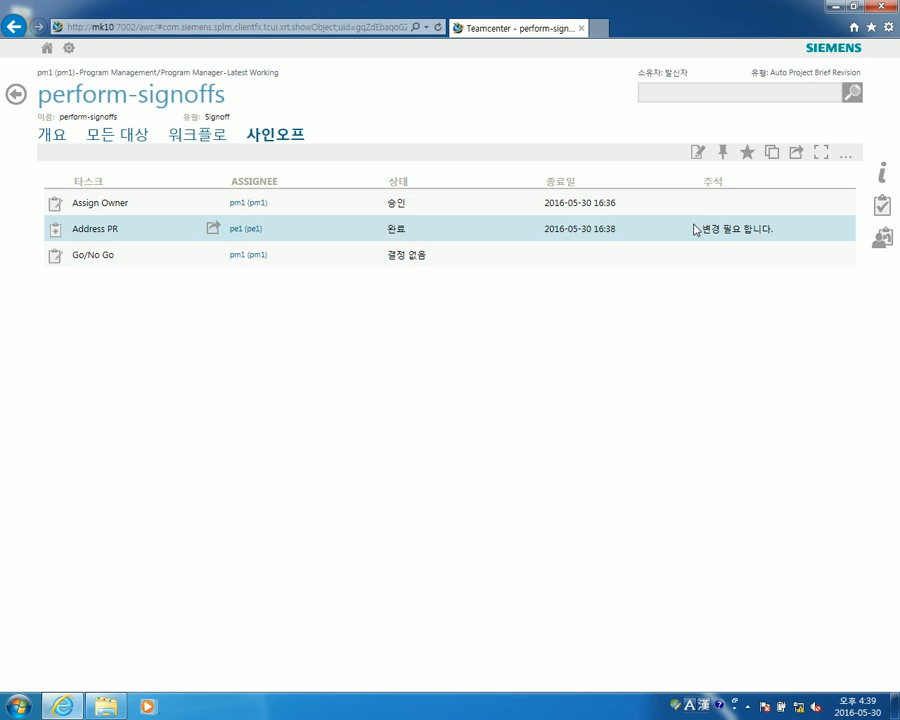 http://mk10:7002/awc/#com.siemens.splm.clientfx.tcui.xrt.showObject;uid=
Teamcenter - perform-sign...
SIEMENS
pm1 (pm1)-Program Management/Program Manager-Latest Working
소유자: 발신자 유형: Auto Project Brief Revision
perform-signoffs
이름: perform-signoffs 유형: Signoff
개요 모든 대상 워크플로 사인오프
타스크 ASSIGNEE 상태 종료일 주석
Assign Owner pm1 (pm1) 승인 2016-05-30 16:36
Address PR pe1 (pe1) 완료 2016-05-30 16:38 변경 필요 합니다.
Go/No Go pm1 (pm1) 결정 없음
A 漢
오후 4:39
2016-05-30